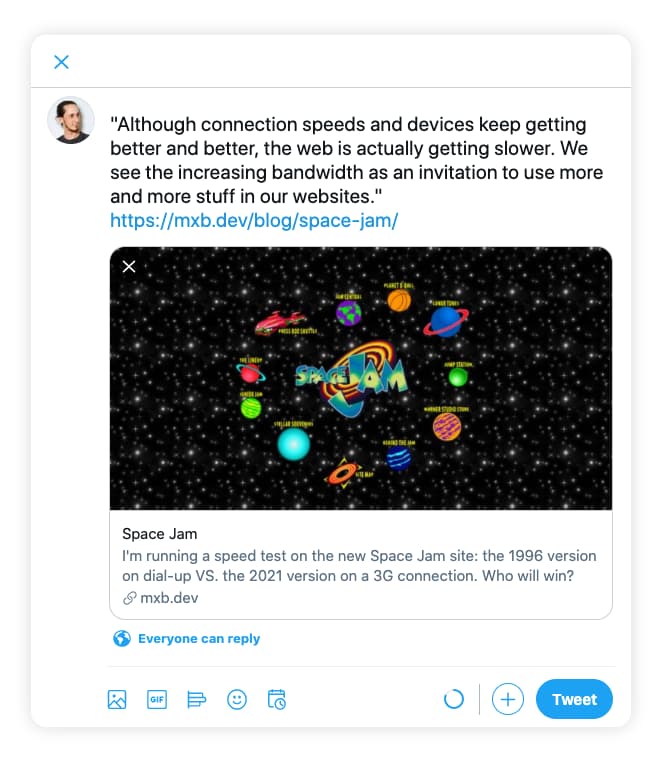 "Although connection speeds and devices keep getting
better and better, the web is actually getting slower. We
see the increasing bandwidth as an invitation to use more
and more stuff in our websites."
https://mxb.dev/blog/space-jam/
PLANET B-BALL
JAM CENTRAL
LUNAR TUNES
PRESS BOX SHUTTLE
THE LINEUP
JUMP STATION
SPACE JAM
JUNIOR JAM
WARNER STUDIO STORE
STELLAR SOUVENIRS
BEHIND THE JAM
SITE MAP
Space Jam
I'm running a speed test on the new Space Jam site: the 1996 version
on dial-up VS. the 2021 version on a 3G connection. Who will win?
mxb.dev
Everyone can reply
GIF
Tweet